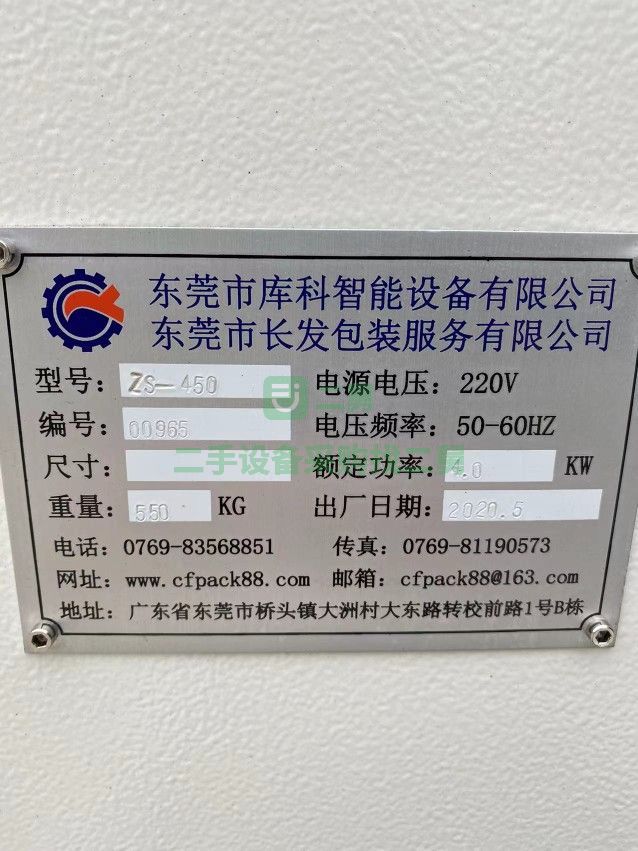 东莞市库科智能设备有限公司
东莞市长发包装服务有限公司
型号： ZS-450 电源电压：220V
编号： 00965 电压频率：50-60HZ
尺寸： 额定功率：4.0 KW
重量： 550 KG 出厂日期：2020.5
电话：0769-83568851 传真：0769-81190573
网址：www.cfpack88.com 邮箱：cfpack88@163.com
地址：广东省东莞市桥头镇大洲村大东路转校前路1号B栋
二手设备